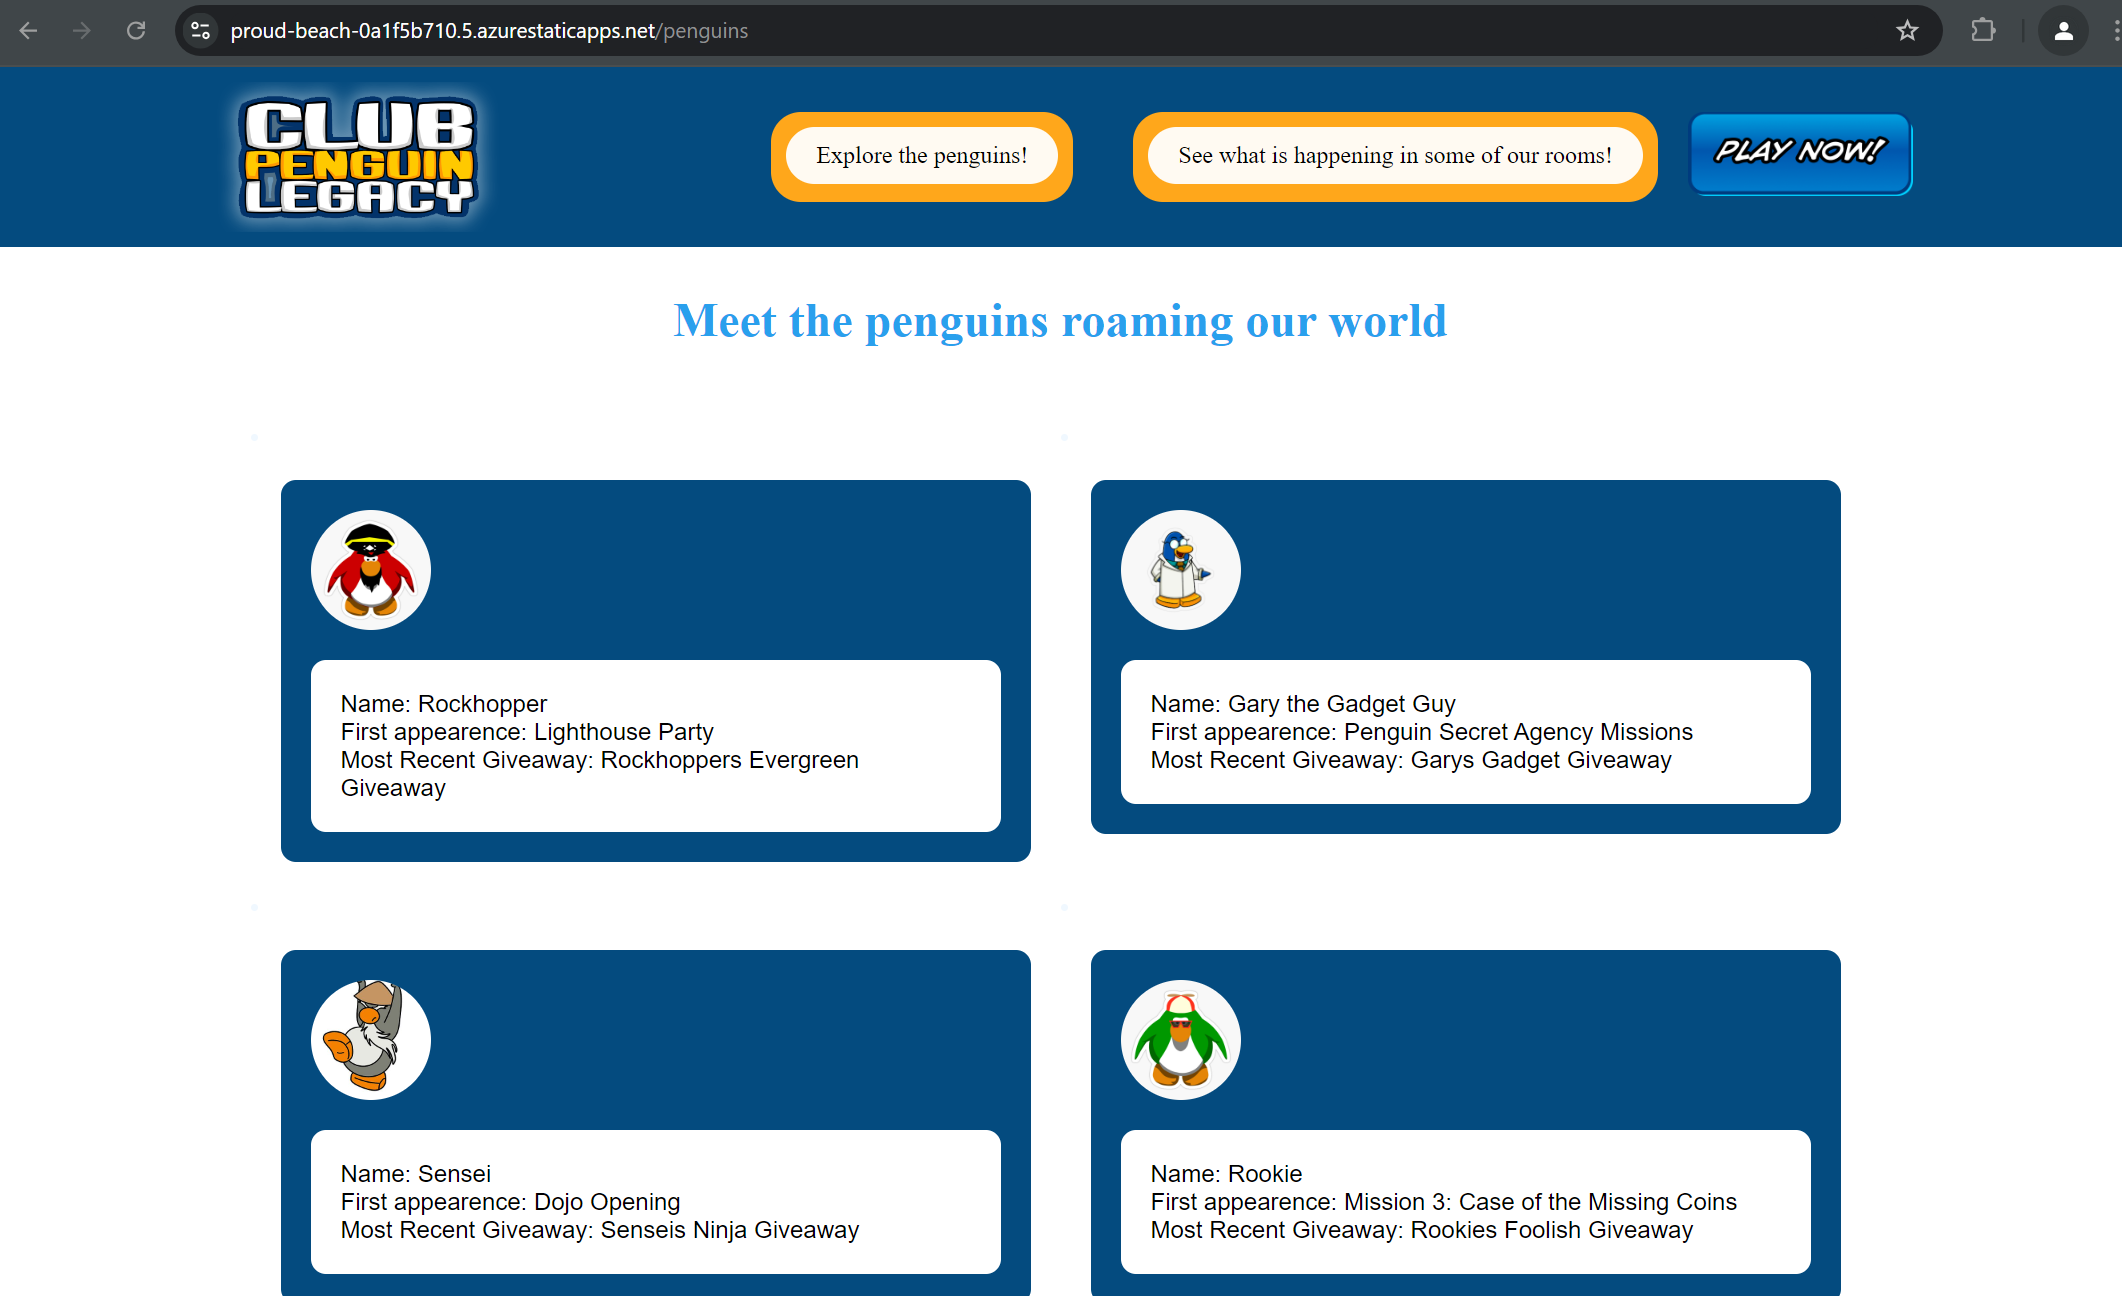 proud-beach-0a1f5b710.5.azurestaticapps.net/penguins
CLUB
PENGUIN
LEGACY
Explore the penguins!
See what is happening in some of our rooms!
PLAY NOW!
Meet the penguins roaming our world
Name: Rockhopper
First appearence: Lighthouse Party
Most Recent Giveaway: Rockhoppers Evergreen
Giveaway
Name: Gary the Gadget Guy
First appearence: Penguin Secret Agency Missions
Most Recent Giveaway: Garys Gadget Giveaway
Name: Sensei
First appearence: Dojo Opening
Most Recent Giveaway: Senseis Ninja Giveaway
Name: Rookie
First appearence: Mission 3: Case of the Missing Coins
Most Recent Giveaway: Rookies Foolish Giveaway